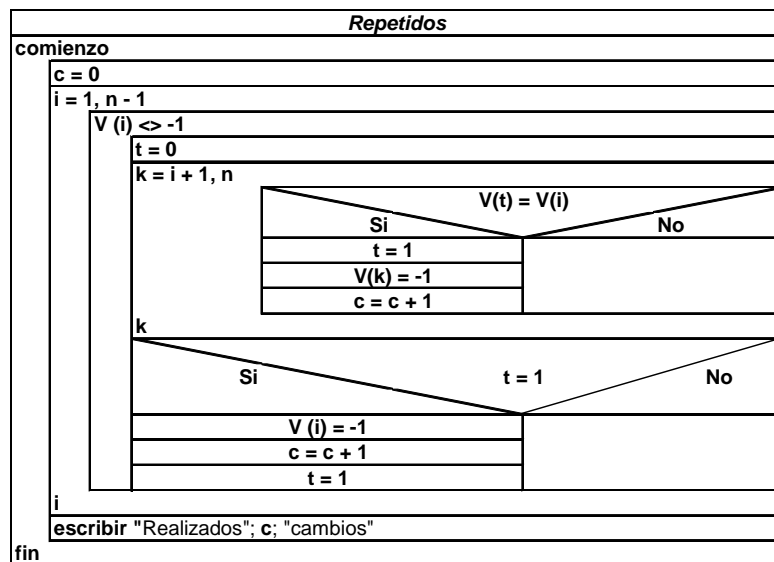 Repetidos
comienzo
c = 0
i = 1, n - 1
V (i) <> -1
t = 0
k = i + 1, n
V(t) = V(i)
Si No
t = 1
V(k) = -1
c = c + 1
k
Si t = 1 No
V (i) = -1
c = c + 1
t = 1
i
escribir "Realizados"; c; "cambios"
fin